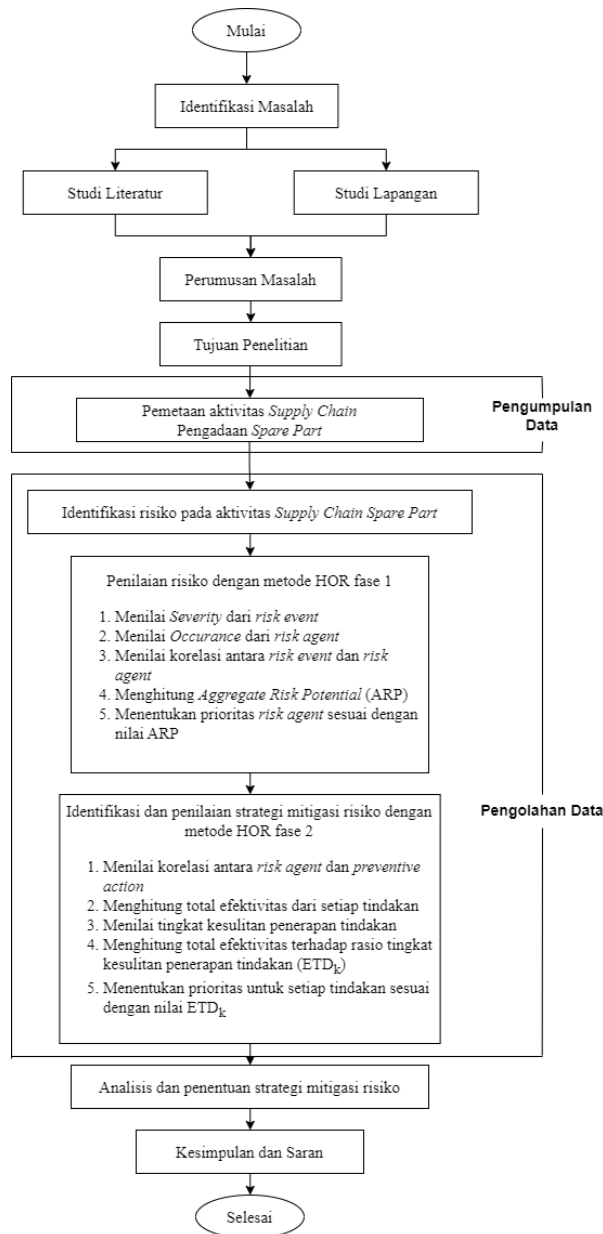 Mulai
Identifikasi Masalah
Studi Literatur
Studi Lapangan
Perumusan Masalah
Tujuan Penelitian
Pemetaan aktivitas Supply Chain
Pengadaan Spare Part
Pengumpulan
Data
Identifikasi risiko pada aktivitas Supply Chain Spare Part
Penilaian risiko dengan metode HOR fase 1
1. Menilai Severity dari risk event
2. Menilai Occurance dari risk agent
3. Menilai korelasi antara risk event dan risk
agent
4. Menghitung Aggregate Risk Potential (ARP)
5. Menentukan prioritas risk agent sesuai dengan
nilai ARP
Identifikasi dan penilaian strategi mitigasi risiko dengan
metode HOR fase 2
1. Menilai korelasi antara risk agent dan preventive
action
2. Menghitung total efektivitas dari setiap tindakan
3. Menilai tingkat kesulitan penerapan tindakan
4. Menghitung total efektivitas terhadap rasio tingkat
kesulitan penerapan tindakan (ETDk)
5. Menentukan prioritas untuk setiap tindakan sesuai
dengan nilai ETDk
Pengolahan Data
Analisis dan penentuan strategi mitigasi risiko
Kesimpulan dan Saran
Selesai